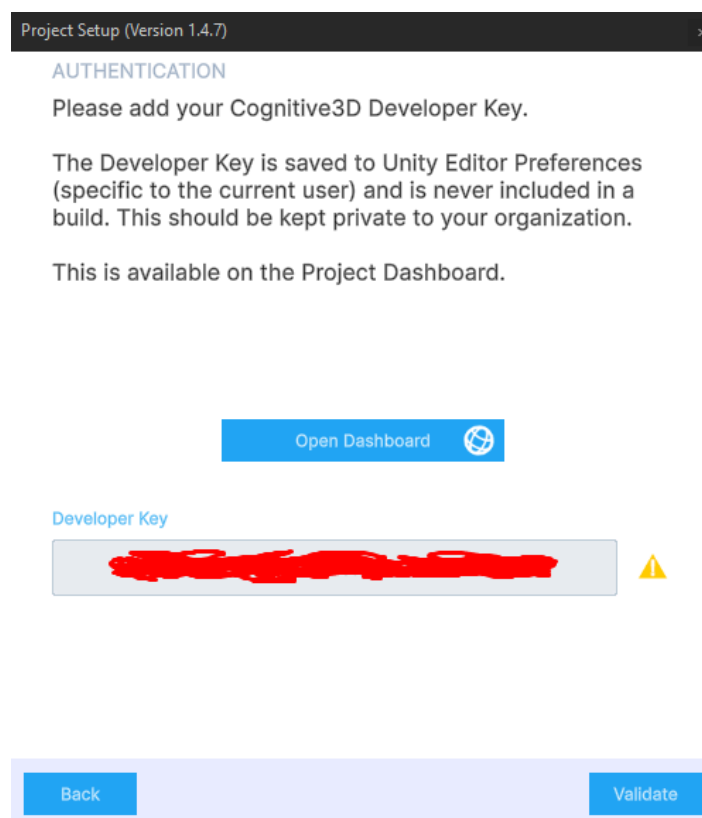 Project Setup (Version 1.4.7)
AUTHENTICATION
Please add your Cognitive3D Developer Key.
The Developer Key is saved to Unity Editor Preferences
(specific to the current user) and is never included in a
build. This should be kept private to your organization.
This is available on the Project Dashboard.
Open Dashboard
Developer Key
Back
Validate